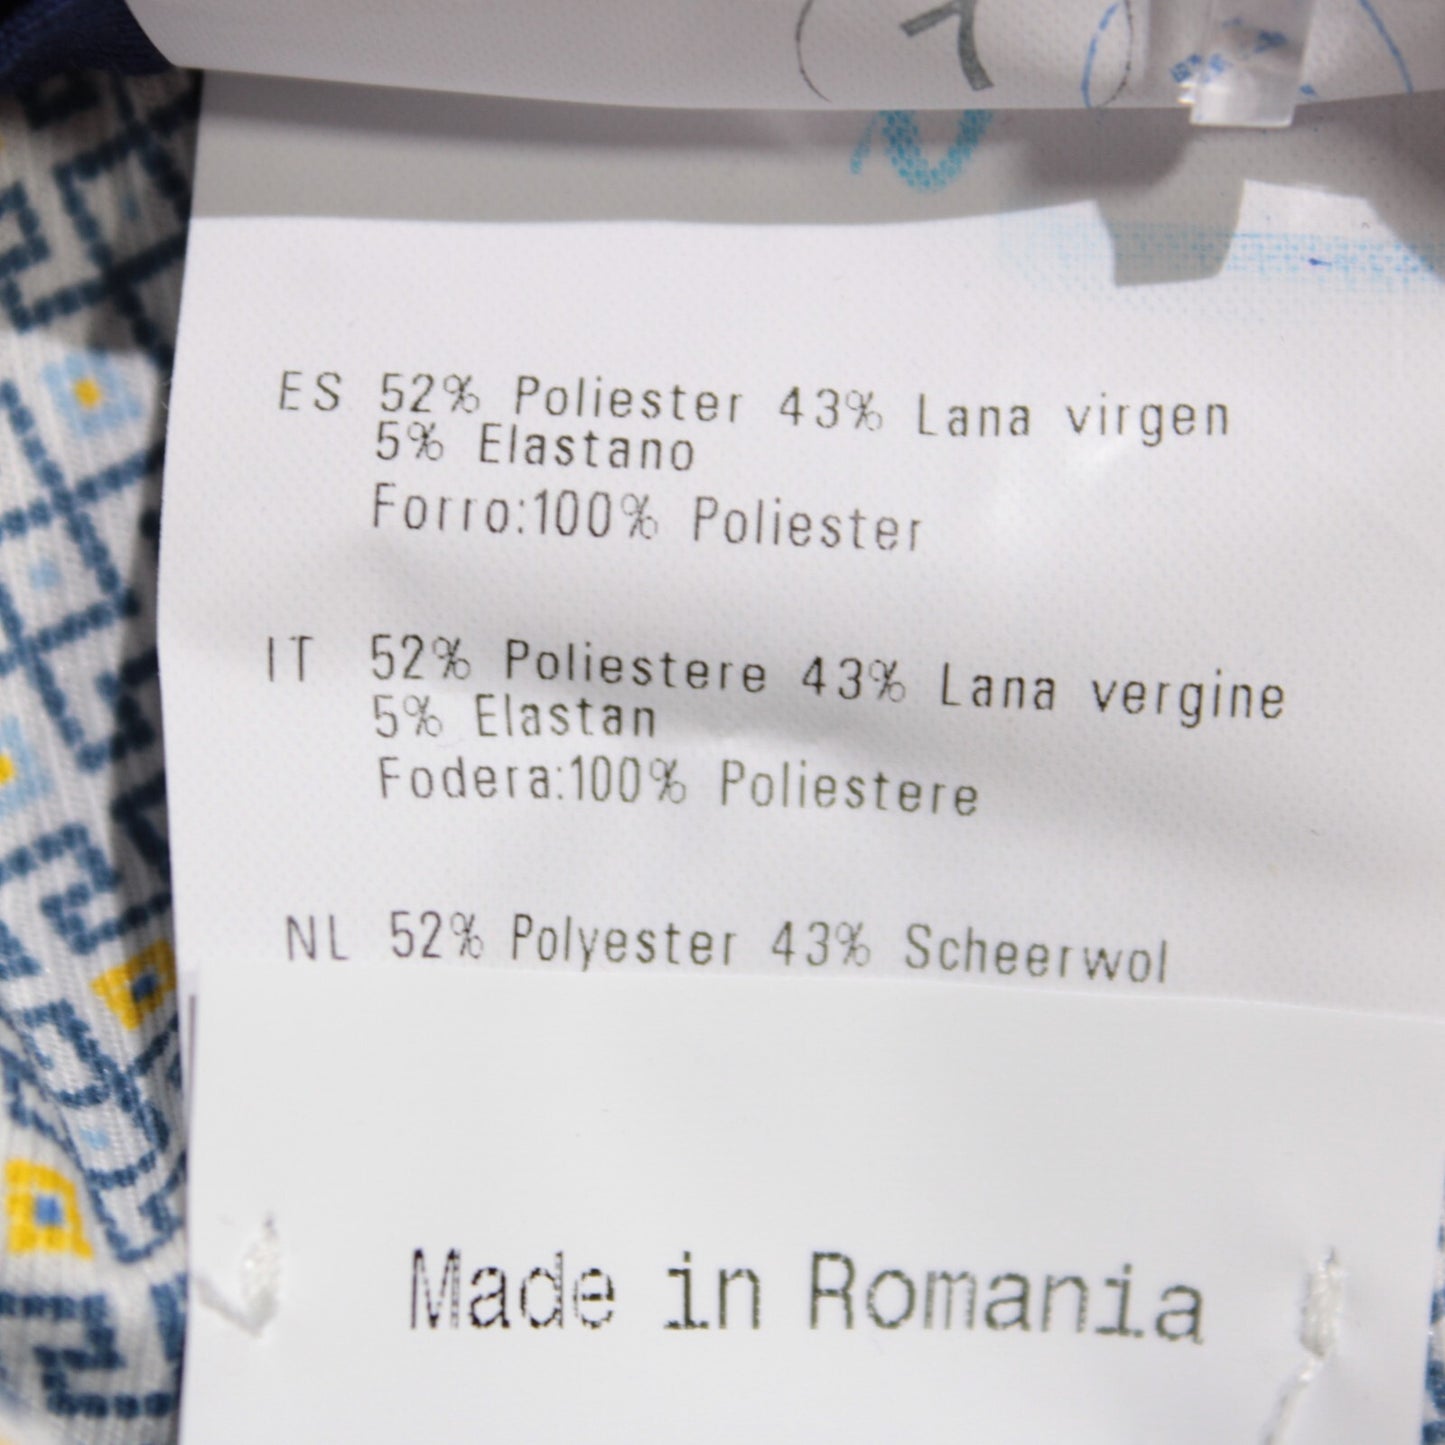 ES 52% Poliester 43% Lana virgen
5% Elastano
Forro:100% Poliester
IT 52% Poliestere 43% Lana vergine
5% Elastan
Fodera:100% Poliestere
NL 52% Polyester 43% Scheerwol
Made in Romania